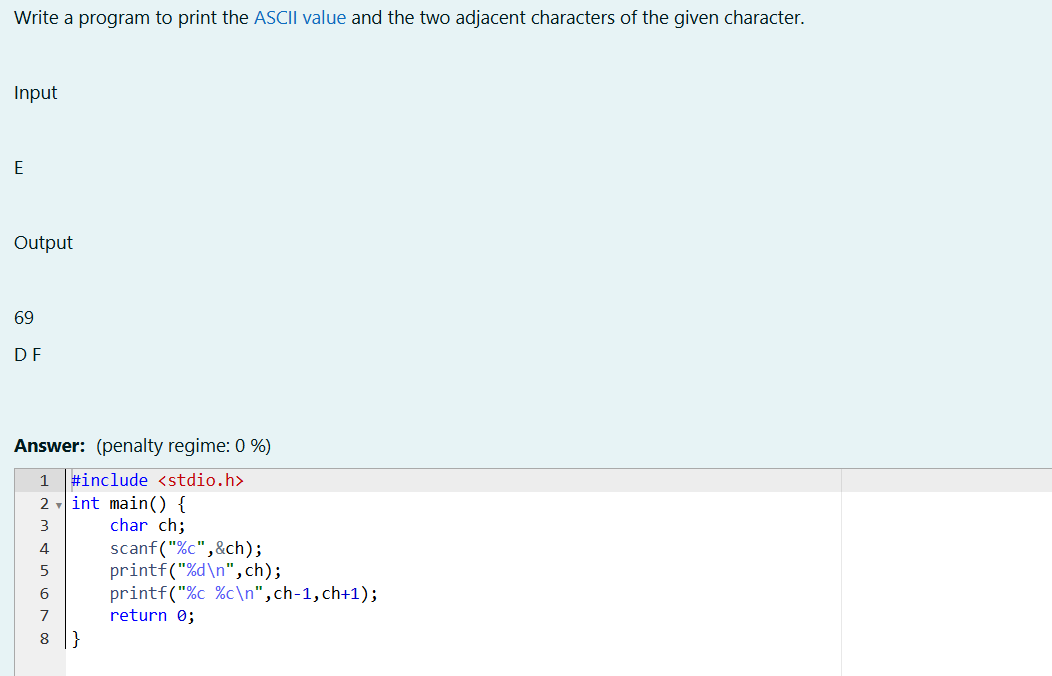 Write a program to print the ASCII value and the two adjacent characters of the given character.
Input
E
Output
69
D F
Answer: (penalty regime: 0 %)
1 #include <stdio.h>
2 int main() {
3     char ch;
4     scanf("%c",&ch);
5     printf("%d\n",ch);
6     printf("%c %c\n",ch-1,ch+1);
7     return 0;
8 }